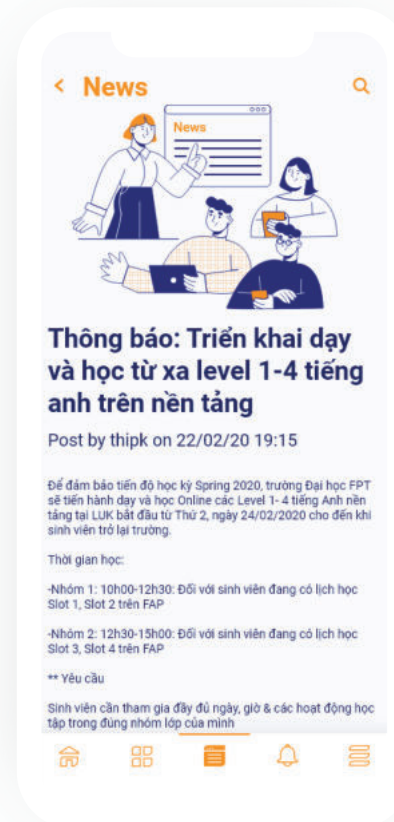 News
News
Thông báo: Triển khai dạy
và học từ xa level 1-4 tiếng
anh trên nền tảng
Post by thipk on 22/02/20 19:15
Để đảm bảo tiến độ học kỳ Spring 2020, trường Đại học FPT
sẽ tiến hành dạy và học Online các Level 1- 4 tiếng Anh nền
tảng tại LUK bắt đầu từ Thứ 2, ngày 24/02/2020 cho đến khi
sinh viên trở lại trường.
Thời gian học:
-Nhóm 1: 10h00-12h30: Đối với sinh viên đang có lịch học
Slot 1, Slot 2 trên FAP
-Nhóm 2: 12h30-15h00: Đối với sinh viên đang có lịch học
Slot 3, Slot 4 trên FAP
** Yêu cầu
Sinh viên cần tham gia đầy đủ ngày, giờ & các hoạt động học
tập trong đúng nhóm lớp của mình